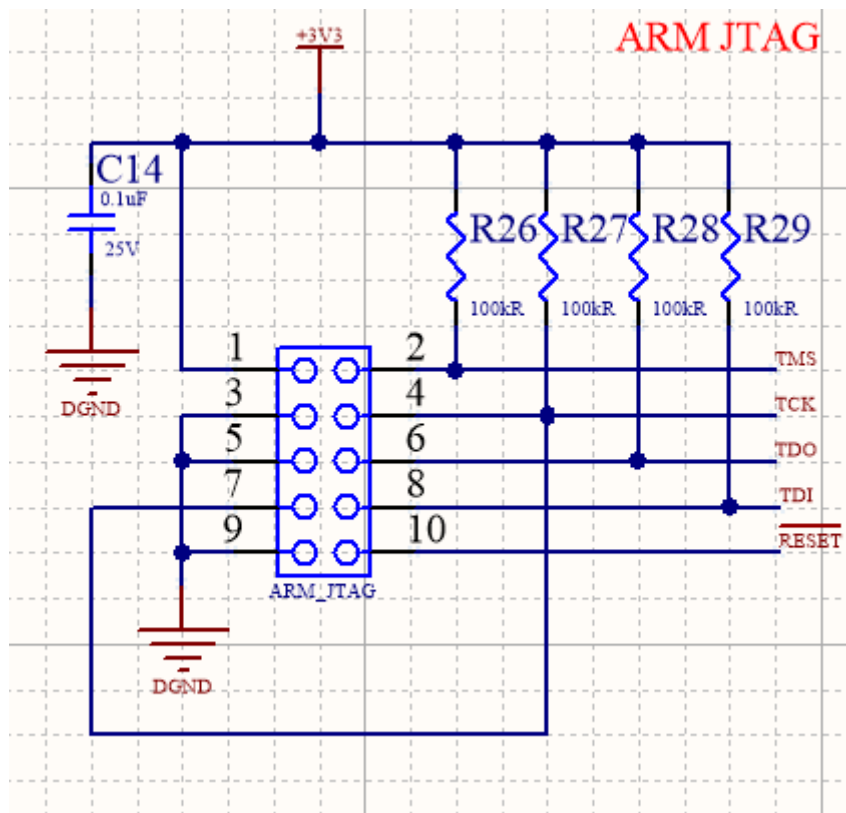 ARM JTAG
+3V3
C14
0.1uF
25V
DGND
R26
R27
R28
R29
100kR
100kR
100kR
100kR
1
2
TMS
3
4
TCK
5
6
TDO
7
8
TDI
9
10
RESET
ARM_JTAG
DGND